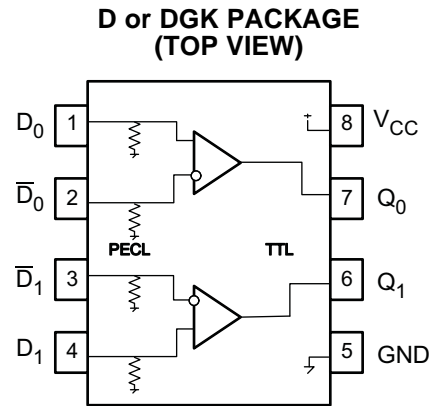 D or DGK PACKAGE
(TOP VIEW)
D₀ 1
8 V_CC
D̅₀ 2
7 Q₀
PECL TTL
D̅₁ 3
6 Q₁
D₁ 4
5 GND